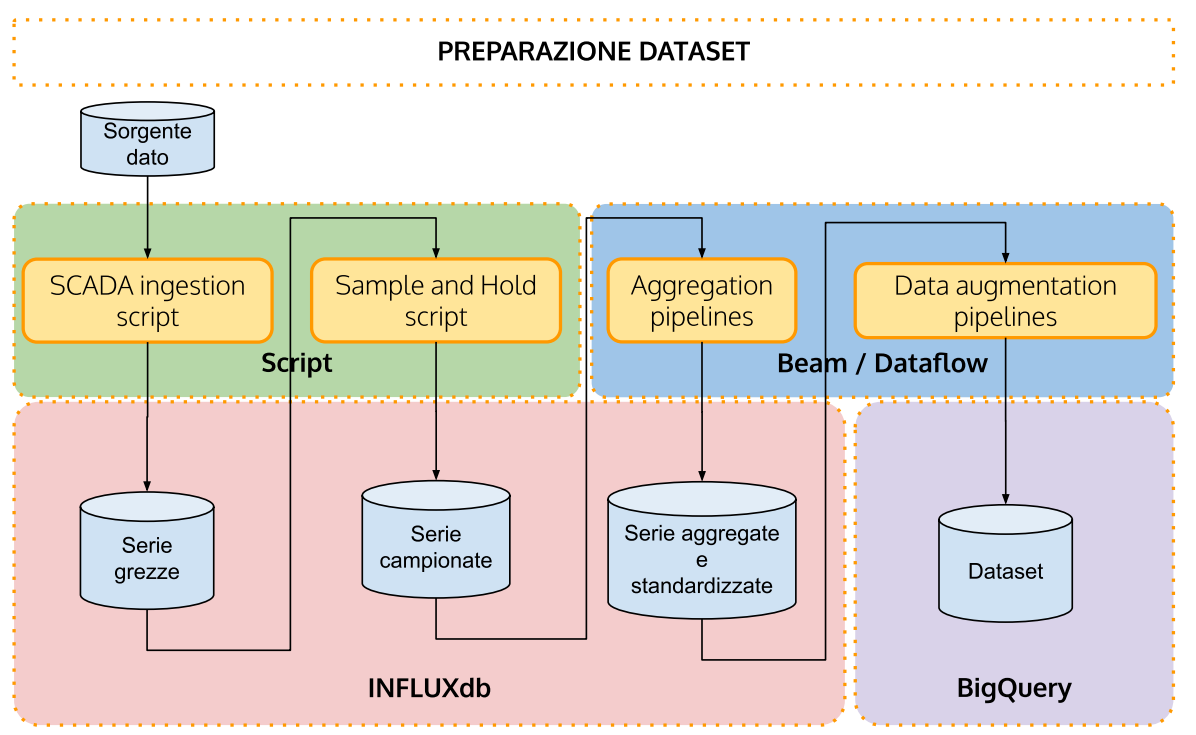 PREPARAZIONE DATASET
Sorgente
dato
SCADA ingestion
script
Sample and Hold
script
Aggregation
pipelines
Data augmentation
pipelines
Script
Beam / Dataflow
Serie
grezze
Serie
campionate
Serie aggregate
e
standardizzate
Dataset
INFLUXdb
BigQuery